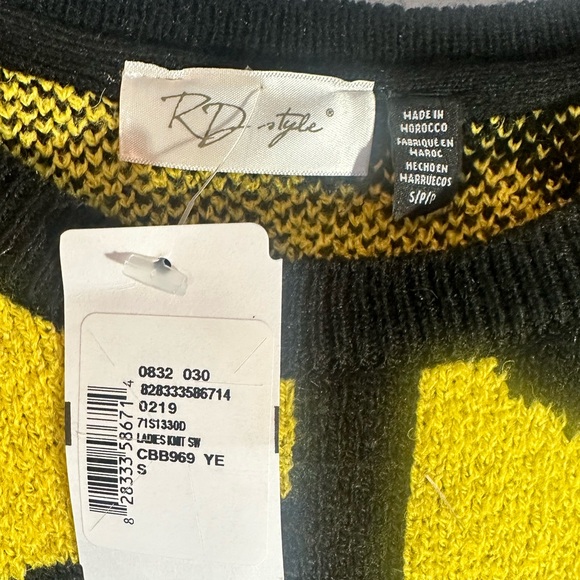 RD style®
MADE IN
MOROCCO
FABRIQUÉ EN
MAROC
HECHO EN
MARRUECOS
S/P/P
0832 030
828333586714
0219
71S1330D
LADIES KNIT SW
CBB969 YE
S
8 28333 58671 4